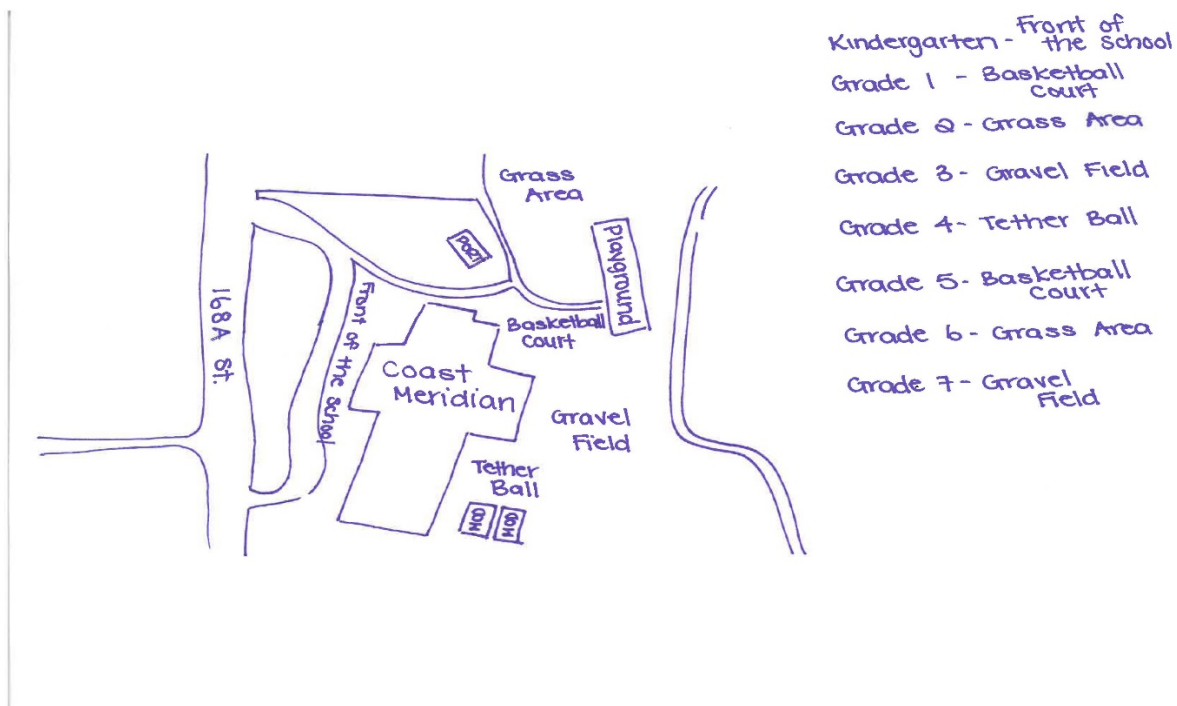 Kindergarten - Front of
the School
Grade 1 - Basketball
Court
Grade 2 - Grass Area
Grade 3 - Gravel Field
Grade 4 - Tether Ball
Grade 5 - Basketball
Court
Grade 6 - Grass Area
Grade 7 - Gravel
Field
Grass
Area
PORT
Playground
168A St.
Front of the School
Basketball
Court
Coast
Meridian
Gravel
Field
Tether
Ball